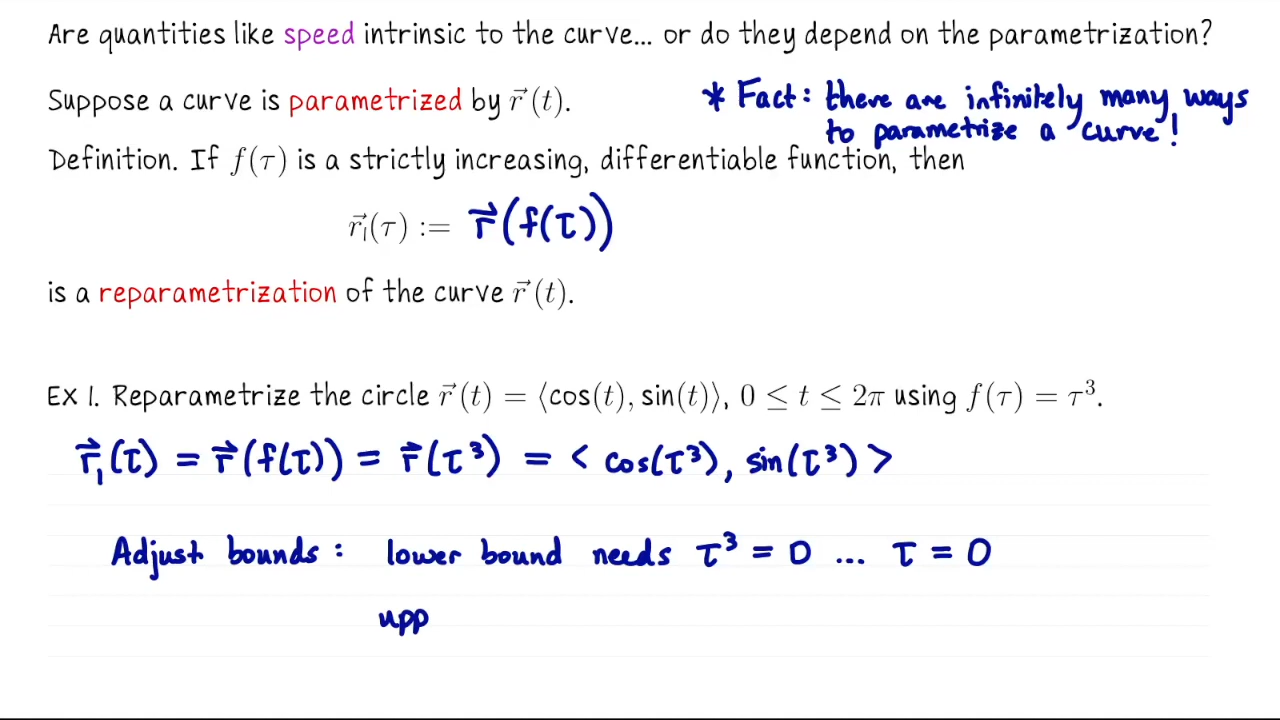 Are quantities like speed intrinsic to the curve... or do they depend on the parametrization?
Suppose a curve is parametrized by r⃗(t).
* Fact: there are infinitely many ways
to parametrize a curve!
Definition. If f(τ) is a strictly increasing, differentiable function, then
r⃗₁(τ) := r⃗(f(τ))
is a reparametrization of the curve r⃗(t).
Ex 1. Reparametrize the circle r⃗(t) = ⟨cos(t), sin(t)⟩, 0 ≤ t ≤ 2π using f(τ) = τ³.
r⃗₁(τ) = r⃗(f(τ)) = r⃗(τ³) = < cos(τ³), sin(τ³) >
Adjust bounds: lower bound needs τ³ = 0 ... τ = 0
upp